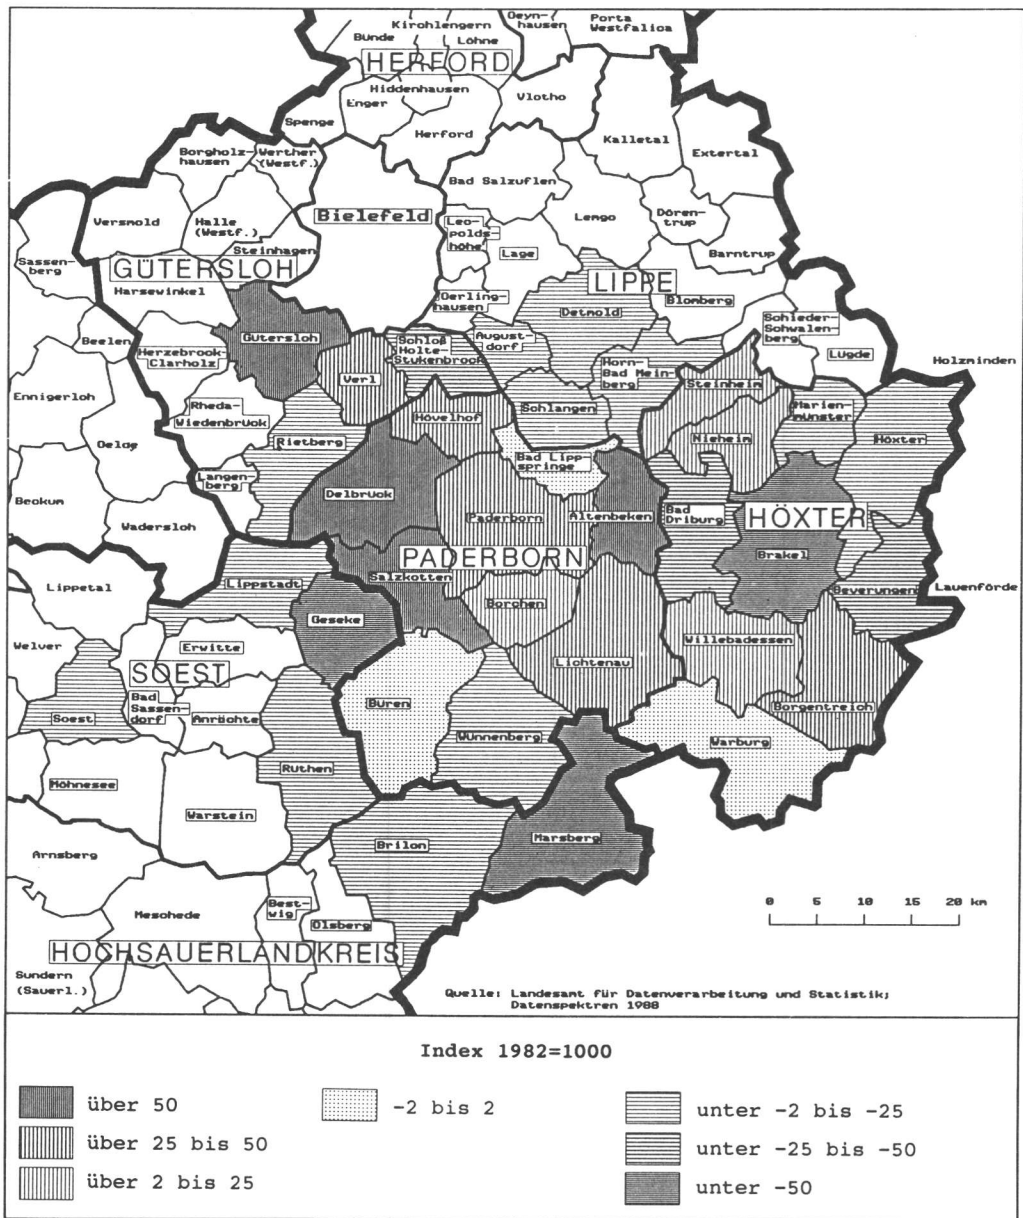 Kirchlengern
Oeyn-
hausen
Porta
Westfalica
Bünde
Löhne
HERFORD
Hiddenhausen
Enger
Vlotho
Spenge
Herford
Kalletal
Borgholz-
hausen
Werther
(Westf.)
Extertal
Bad Salzuflen
Versmold
Halle
(Westf.)
Bielefeld
Leo-
polds-
höhe
Lemgo
Dören-
trup
Steinhagen
Lage
Barntrup
Sassen-
berg
GÜTERSLOH
LIPPE
Harsewinkel
Oerling-
hausen
Blomberg
Detmold
Schieder-
Schwalen-
berg
Beelen
Gütersloh
Schloß
Holte-
Stukenbrock
August-
dorf
Lügde
Herzebrook-
Clarholz
Verl
Horn-
Bad Mein-
berg
Steinheim
Holzminden
Ennigerloh
Rheda-
Wiedenbrück
Hövelhof
Schlangen
Marien-
münster
Nieheim
Höxter
Oelde
Rietberg
Bad Lipp-
springe
Langen-
berg
Beckum
Delbrück
Paderborn
Altenbeken
Bad
Driburg
HÖXTER
Wadersloh
PADERBORN
Brakel
Lippetal
Lippstadt
Salzkotten
Borchen
Beverungen
Lauenförde
Geseke
Welver
Erwitte
Willebadessen
SOEST
Lichtenau
Bad
Sassen-
dorf
Soest
Anröchte
Büren
Borgentreich
Wünnenberg
Warburg
Möhnesee
Rüthen
Warstein
Brilon
Marsberg
Arnsberg
Best-
wig
Meschede
Olsberg
HOCHSAUERLANDKREIS
0 5 10 15 20 km
Sundern
(Sauerl.)
Quelle: Landesamt für Datenverarbeitung und Statistik;
Datenspektren 1988
Index 1982=1000
über 50
-2 bis 2
unter -2 bis -25
über 25 bis 50
unter -25 bis -50
über 2 bis 25
unter -50